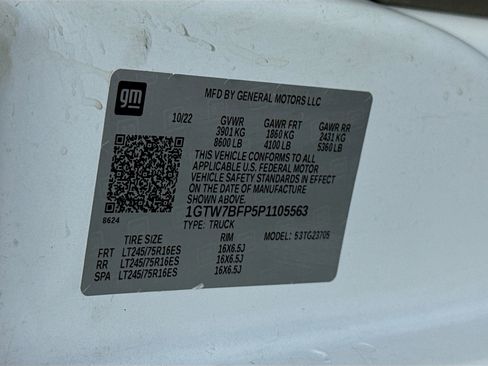 gm
MFD BY GENERAL MOTORS LLC
10/22 GVWR GAWR FRT GAWR RR
3901 KG 1860 KG 2431 KG
8600 LB 4100 LB 5360 LB
THIS VEHICLE CONFORMS TO ALL
APPLICABLE U.S. FEDERAL MOTOR
VEHICLE SAFETY STANDARDS IN EFFECT
ON THE DATE OF MANUFACTURE
SHOWN ABOVE.
1GTW7BFP5P1105563
8624 TYPE: TRUCK
TIRE SIZE RIM MODEL: 53TG23705
FRT LT245/75R16ES 16X6.5J
RR LT245/75R16ES 16X6.5J
SPA LT245/75R16ES 16X6.5J